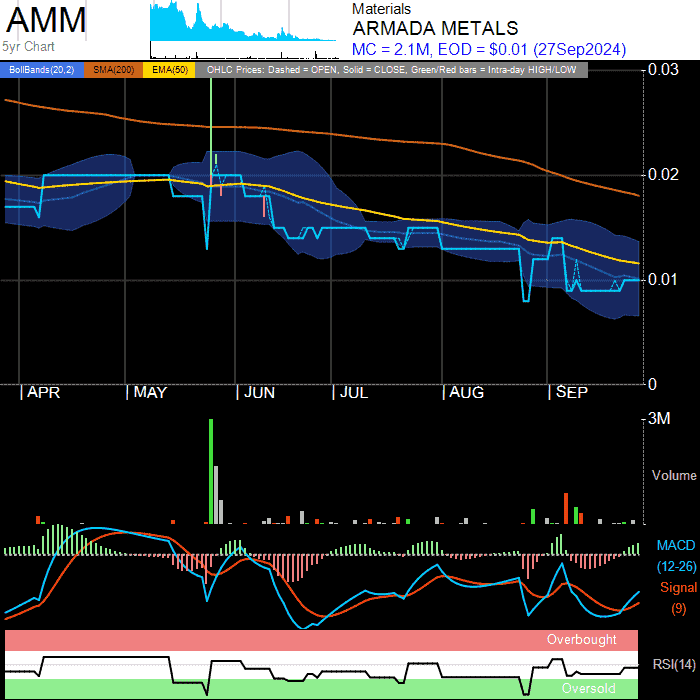 AMM
5yr Chart
Materials
ARMADA METALS
MC = 2.1M, EOD = $0.01 (27Sep2024)
BollBands(20,2) SMA(200) EMA(50) OHLC Prices: Dashed = OPEN, Solid = CLOSE, Green/Red bars = Intra-day HIGH/LOW
0.03
0.02
0.01
0
APR MAY JUN JUL AUG SEP
3M
Volume
MACD
(12-26)
Signal
(9)
Overbought
RSI(14)
Oversold